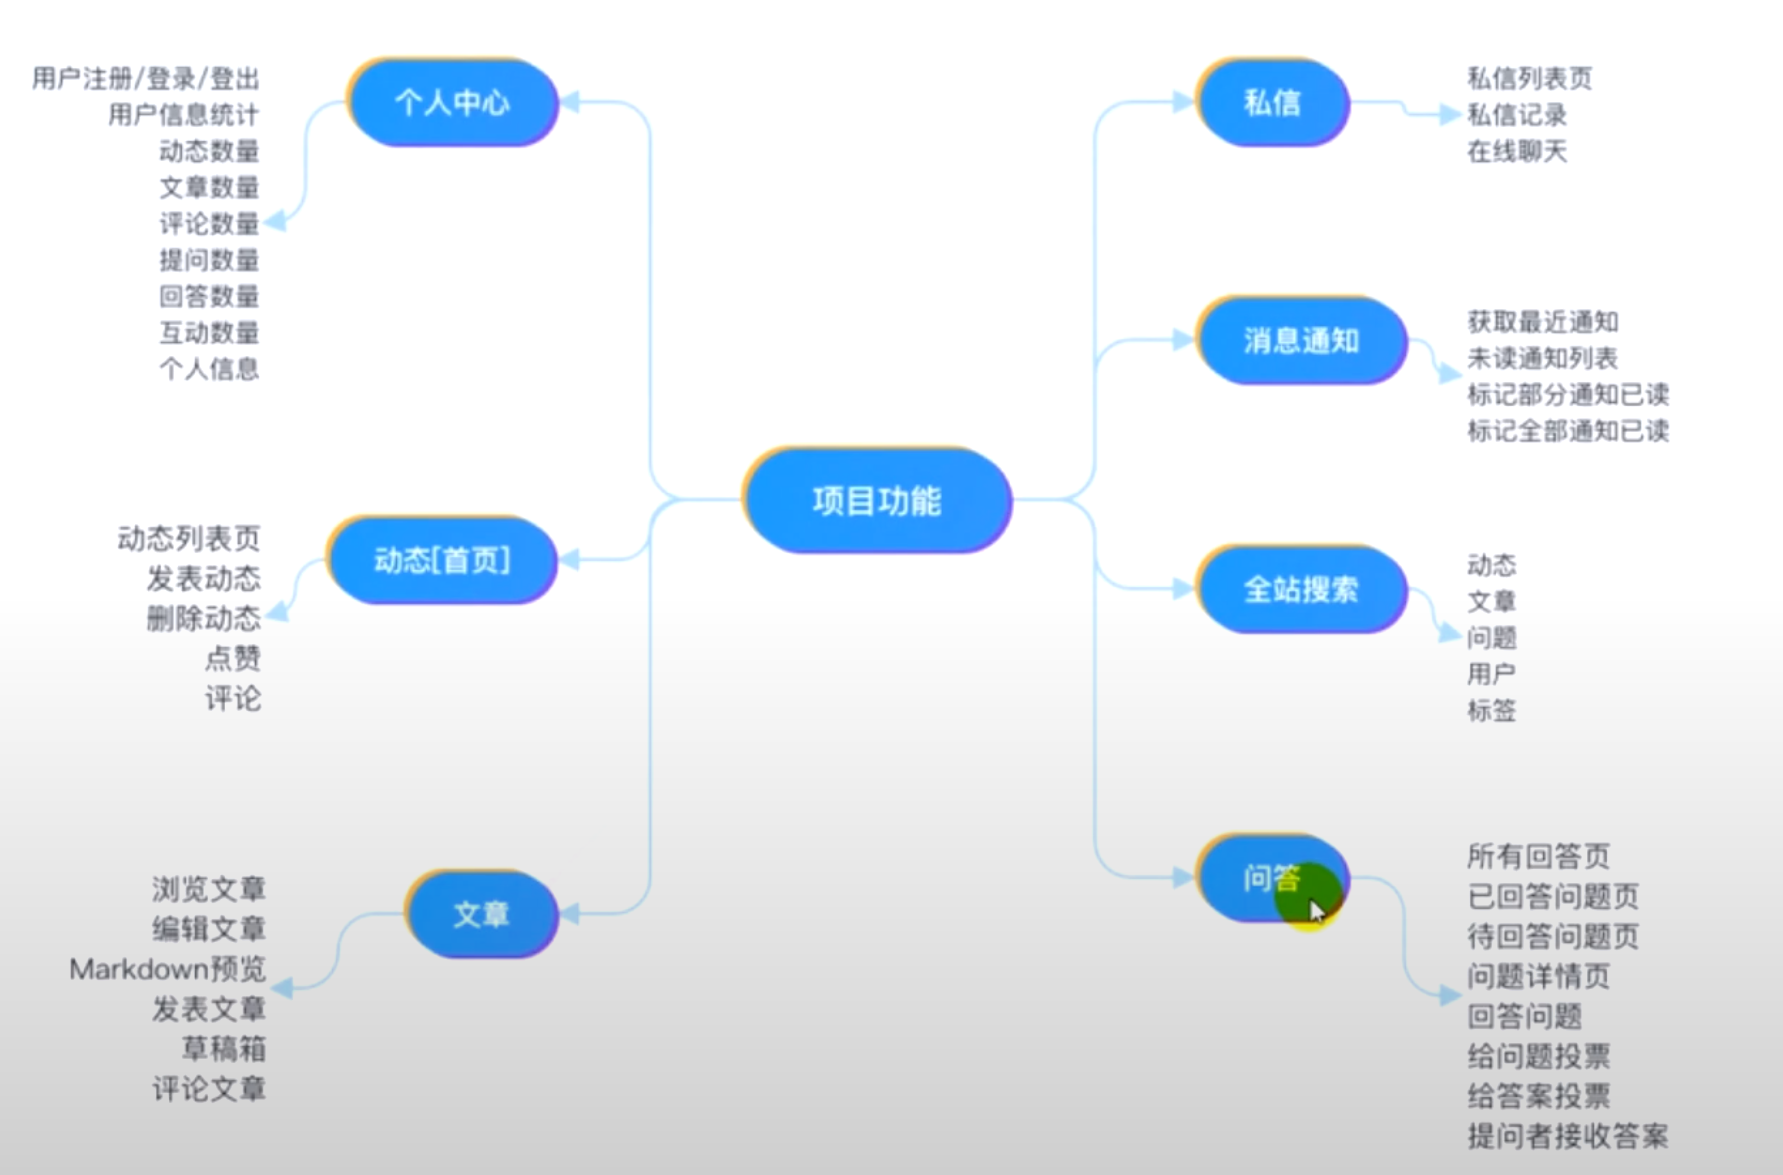 用户注册/登录/登出
用户信息统计
动态数量
文章数量
评论数量
提问数量
回答数量
互动数量
个人信息
个人中心
动态列表页
发表动态
删除动态
点赞
评论
动态[首页]
浏览文章
编辑文章
Markdown预览
发表文章
草稿箱
评论文章
文章
项目功能
私信
私信列表页
私信记录
在线聊天
消息通知
获取最近通知
未读通知列表
标记部分通知已读
标记全部通知已读
全站搜索
动态
文章
问题
用户
标签
问答
所有回答页
已回答问题页
待回答问题页
问题详情页
回答问题
给问题投票
给答案投票
提问者接收答案